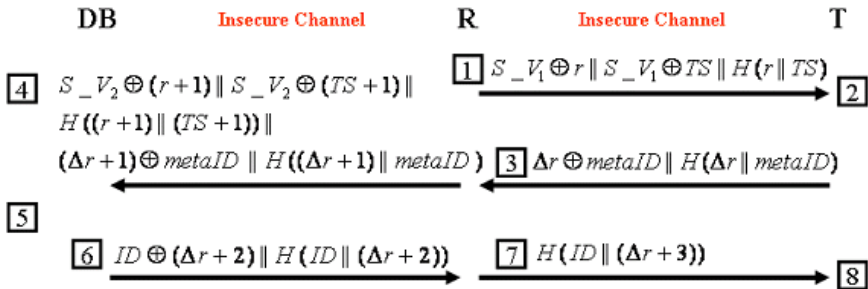 DB Insecure Channel R Insecure Channel T
1 S_V₁ ⊕ r || S_V₁ ⊕ TS || H(r || TS)
4 S_V₂ ⊕ (r + 1) || S_V₂ ⊕ (TS + 1) || 2
H((r + 1) || (TS + 1)) ||
(Δr + 1) ⊕ metaID || H((Δr + 1) || metaID) 3 Δr ⊕ metaID || H(Δr || metaID)
5
6 ID ⊕ (Δr + 2) || H(ID || (Δr + 2)) 7 H(ID || (Δr + 3))
8